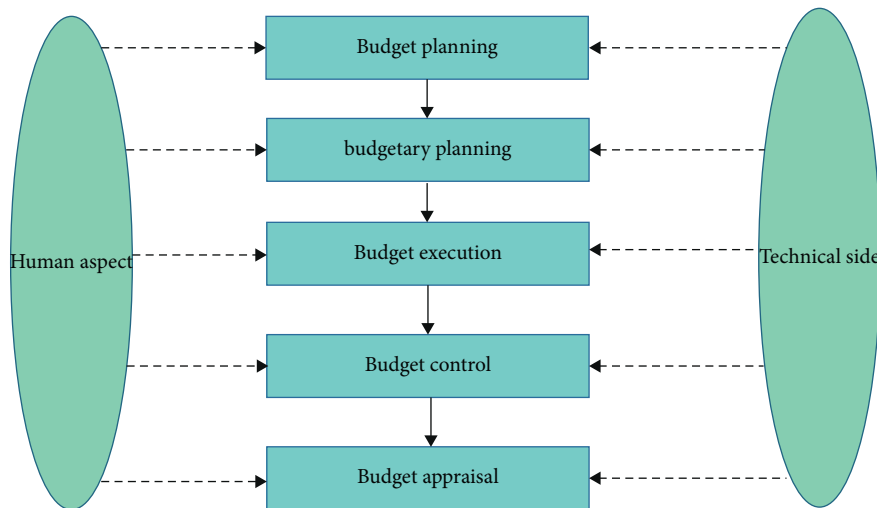 Budget planning
budgetary planning
Budget execution
Human aspect
Technical side
Budget control
Budget appraisal